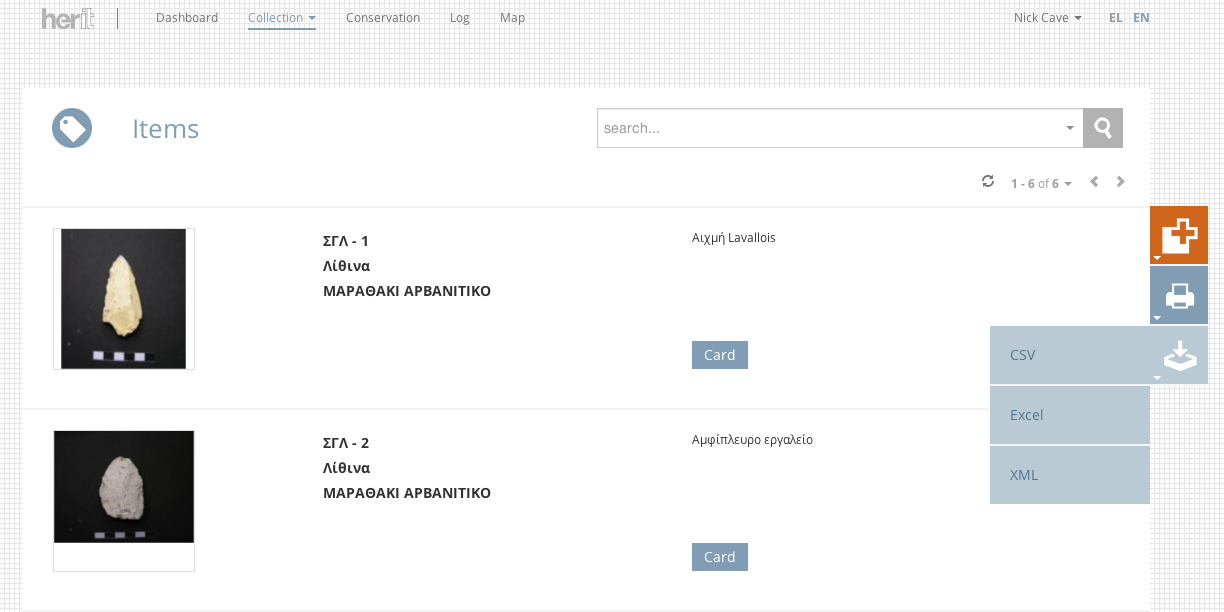 herit
Dashboard Collection Conservation Log Map Nick Cave EL EN
Items
search...
1 - 6 of 6
ΣΓΛ - 1
Λίθινα
ΜΑΡΑΘΑΚΙ ΑΡΒΑΝΙΤΙΚΟ
Αιχμή Lavallois
Card
CSV
Excel
XML
ΣΓΛ - 2
Λίθινα
ΜΑΡΑΘΑΚΙ ΑΡΒΑΝΙΤΙΚΟ
Αμφίπλευρο εργαλείο
Card